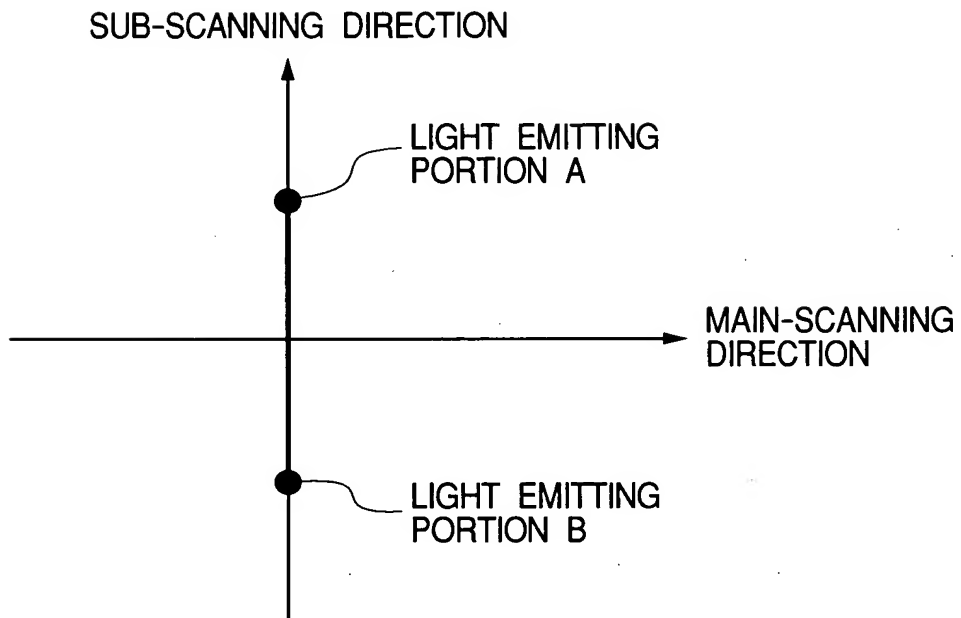 SUB-SCANNING DIRECTION
LIGHT EMITTING
PORTION A
MAIN-SCANNING
DIRECTION
LIGHT EMITTING
PORTION B